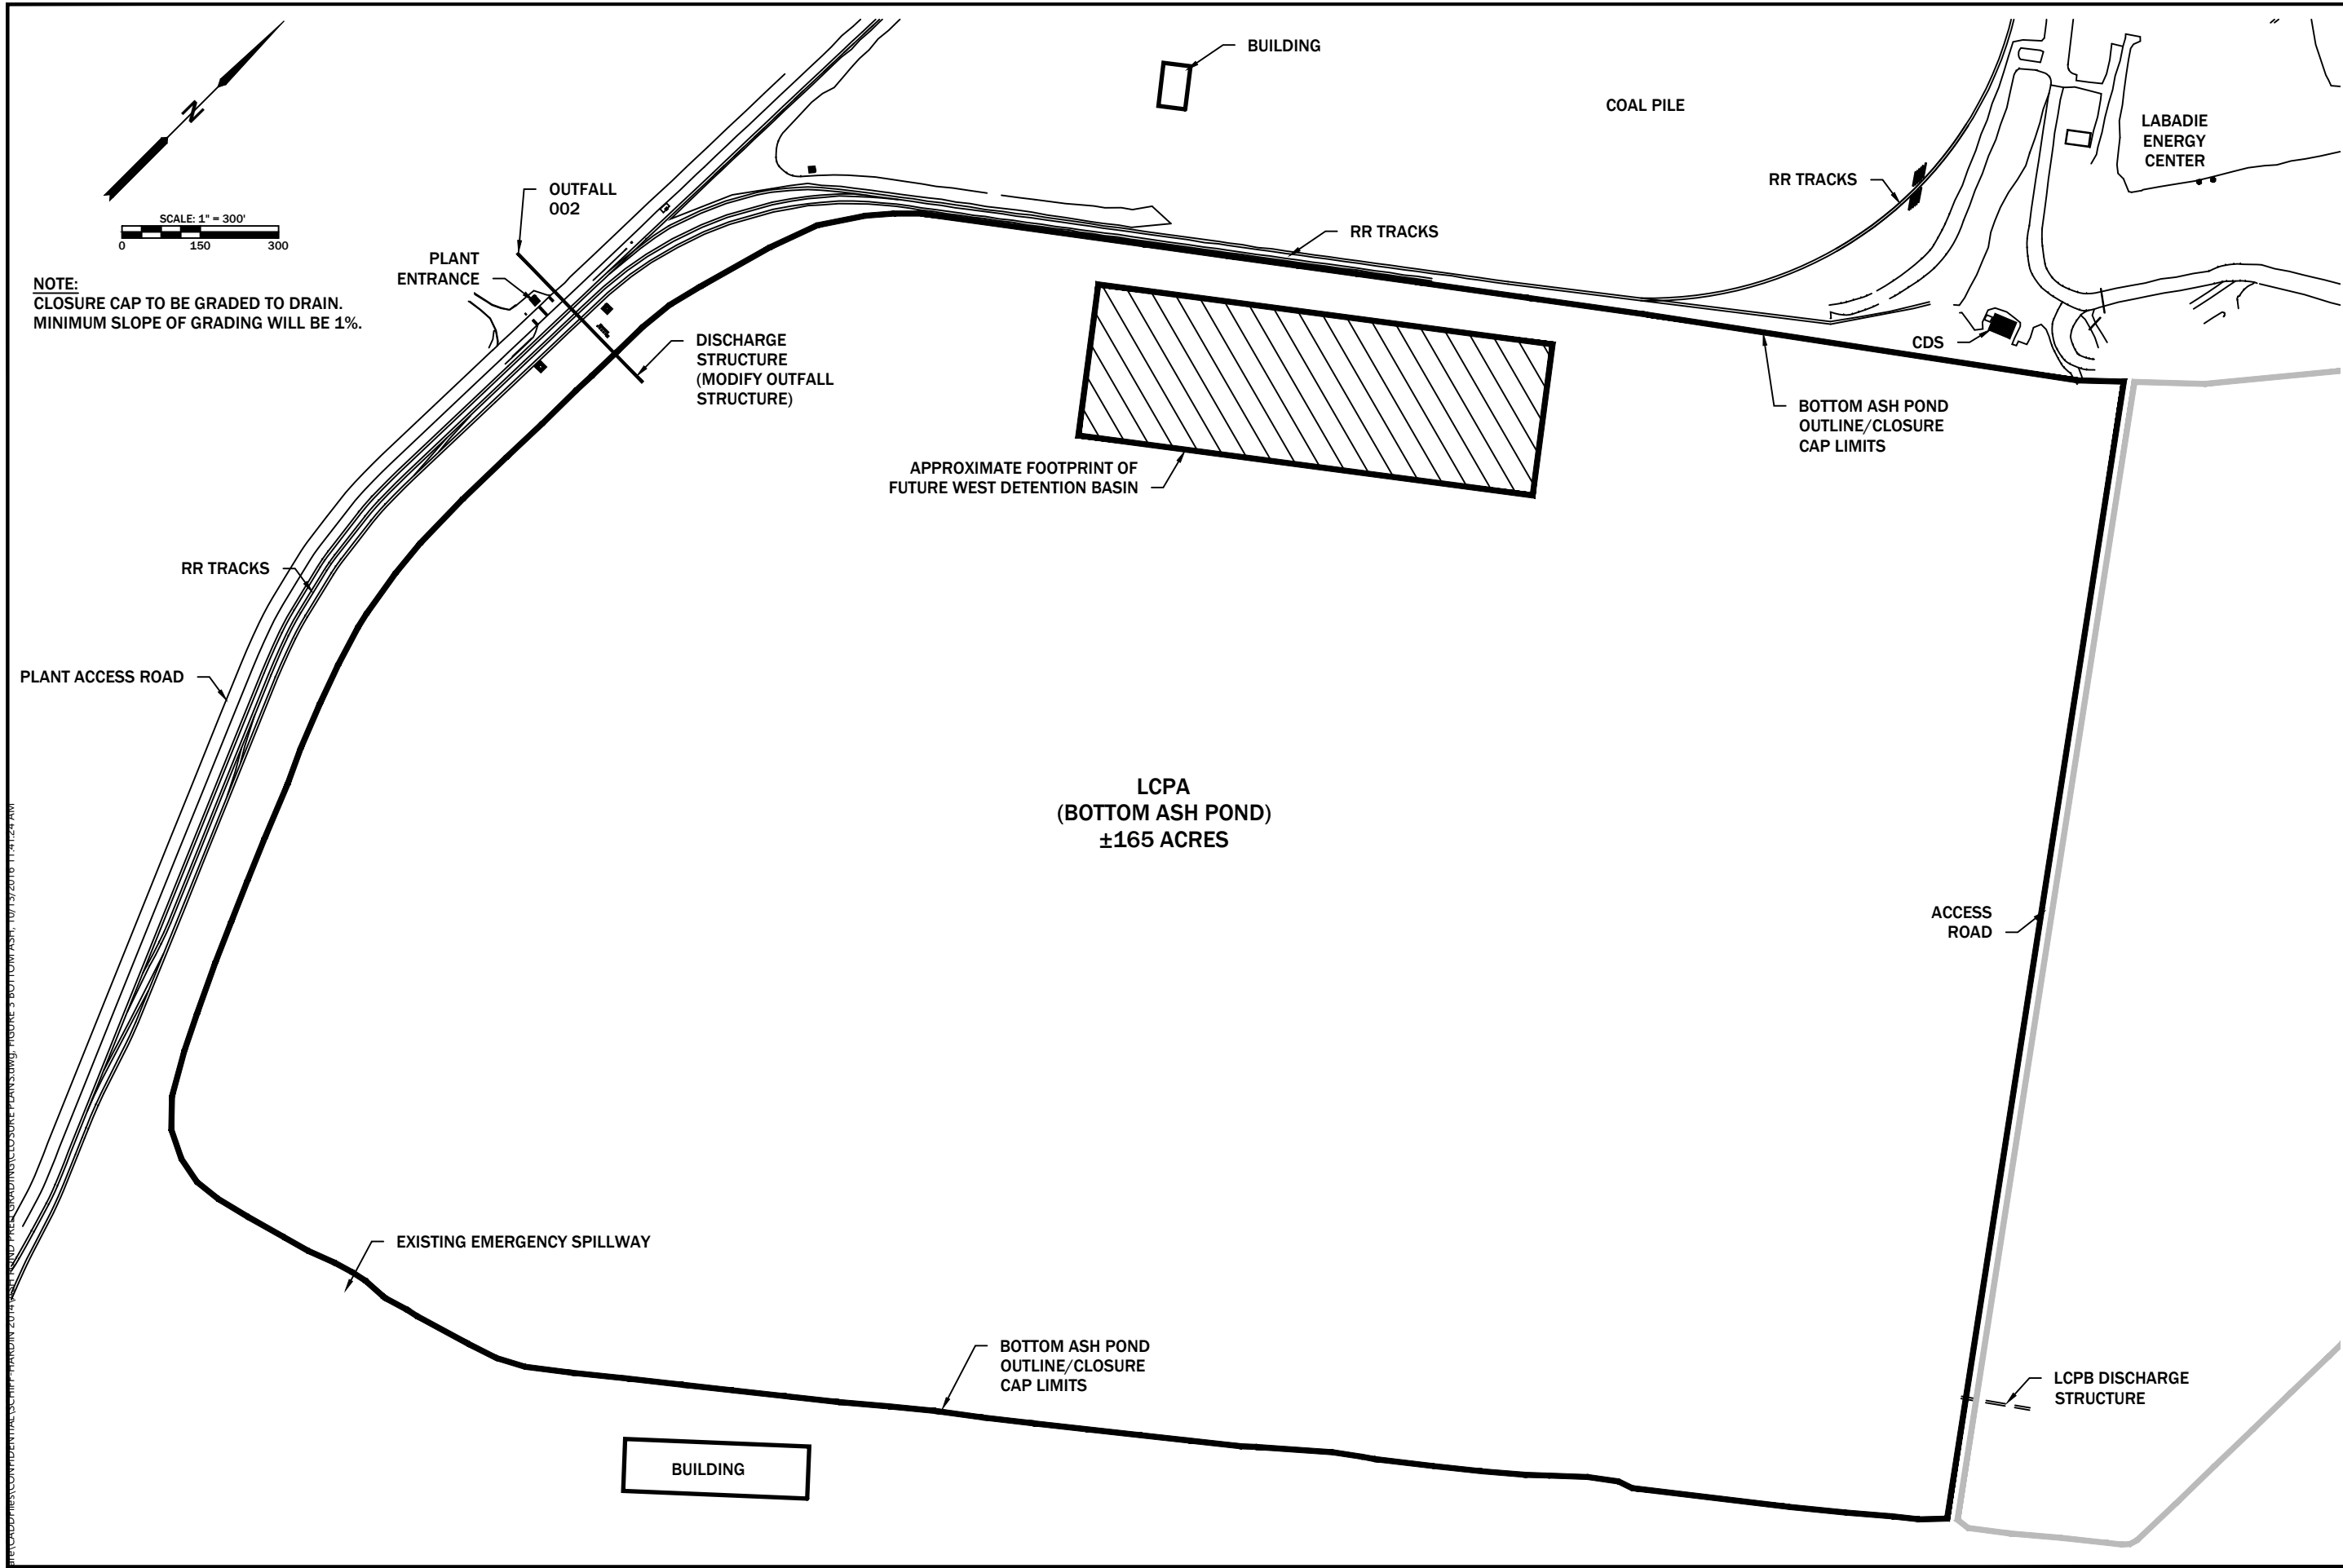 BUILDING
COAL PILE
LABADIE
ENERGY
CENTER
N
RR TRACKS
OUTFALL
002
SCALE: 1" = 300'
0 150 300
RR TRACKS
PLANT
ENTRANCE
NOTE:
CLOSURE CAP TO BE GRADED TO DRAIN.
MINIMUM SLOPE OF GRADING WILL BE 1%.
DISCHARGE
STRUCTURE
(MODIFY OUTFALL
STRUCTURE)
CDS
BOTTOM ASH POND
OUTLINE/CLOSURE
CAP LIMITS
APPROXIMATE FOOTPRINT OF
FUTURE WEST DETENTION BASIN
RR TRACKS
PLANT ACCESS ROAD
LCPA
(BOTTOM ASH POND)
±165 ACRES
ACCESS
ROAD
EXISTING EMERGENCY SPILLWAY
BOTTOM ASH POND
OUTLINE/CLOSURE
CAP LIMITS
LCPB DISCHARGE
STRUCTURE
BUILDING